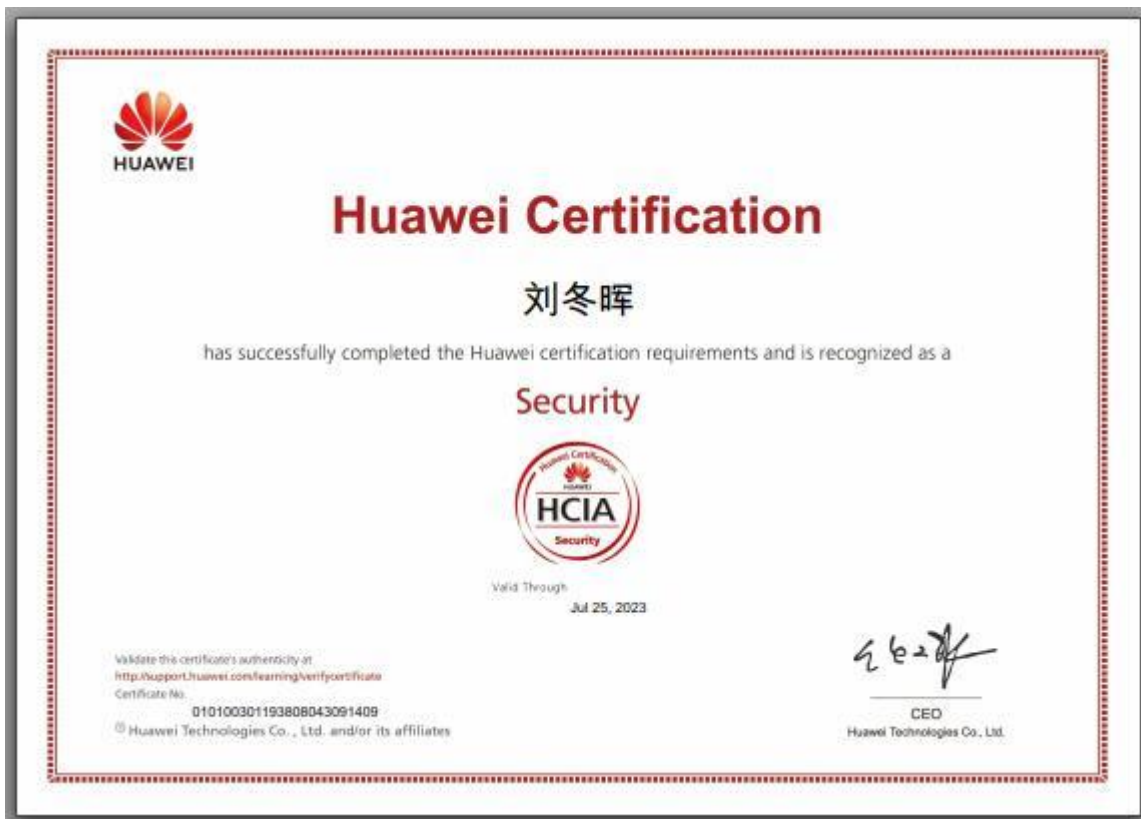 HUAWEI
Huawei Certification
刘冬晖
has successfully completed the Huawei certification requirements and is recognized as a
Security
Huawei Certification
HUAWEI
HCIA
Security
Valid Through
Jul 25, 2023
Validate this certificate's authenticity at
http://support.huawei.com/learning/verifycertificate
Certificate No.
010100301193808043091409
© Huawei Technologies Co., Ltd. and/or its affiliates
CEO
Huawei Technologies Co., Ltd.